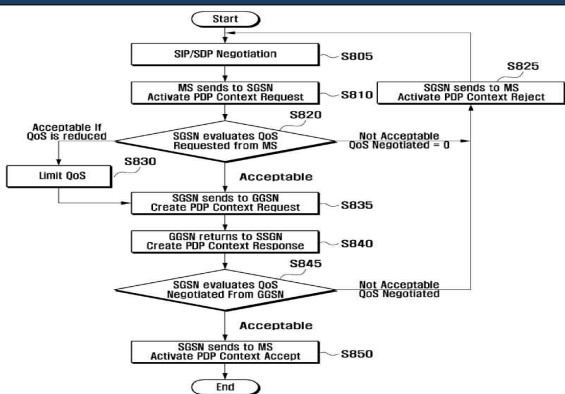 Start
SIP/SDP Negotiation
S805
S825
MS sends to SGSN
Activate PDP Context Request
S810
SGSN sends to MS
Activate PDP Context Reject
S820
Acceptable if
QoS is reduced
SGSN evaluates QoS
Requested from MS
Not Acceptable
QoS Negotiated = 0
S830
Limit QoS
Acceptable
SGSN sends to GGSN
Create PDP Context Request
S835
GGSN returns to SSGN
Create PDP Context Response
S840
S845
SGSN evaluates QoS
Negotiated From GGSN
Not Acceptable
QoS Negotiated
Acceptable
SGSN sends to MS
Activate PDP Context Accept
S850
End